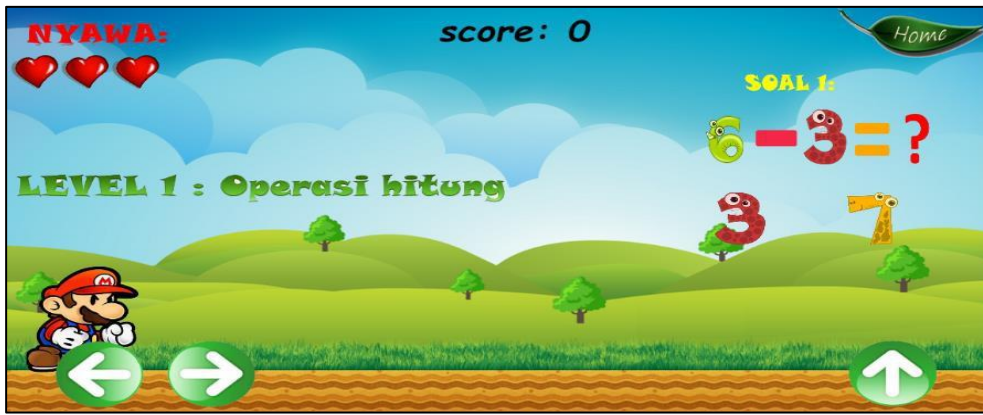 NYAWA:
score: 0
Home
SOAL 1:
6-3=?
LEVEL 1 : Operasi hitung
3 7
M